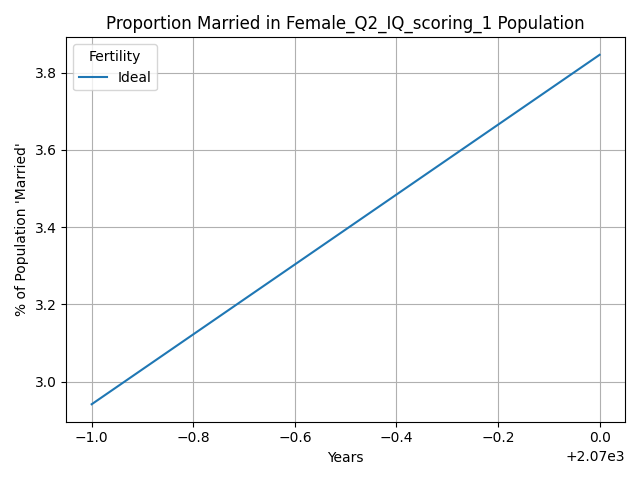 Proportion Married in Female_Q2_IQ_scoring_1 Population
Fertility
Ideal
% of Population 'Married'
3.8
3.6
3.4
3.2
3.0
−1.0 −0.8 −0.6 −0.4 −0.2 0.0
Years
+2.07e3